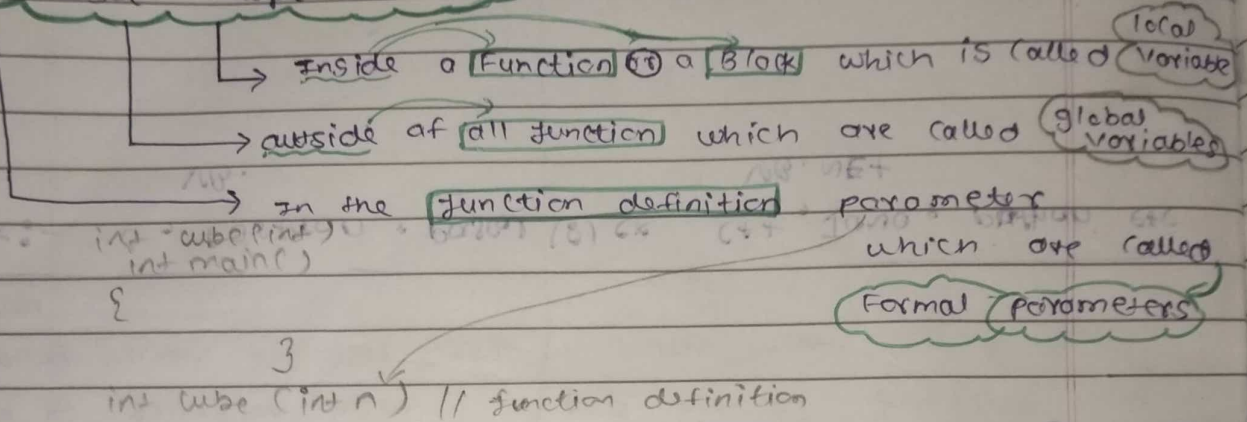 Inside a Function or a Block which is called local variable
outside of all function which are called global variables
In the function definition parameter
which are called
Formal parameters
int cube(int)
int main()
{
}
int cube (int n) // function definition